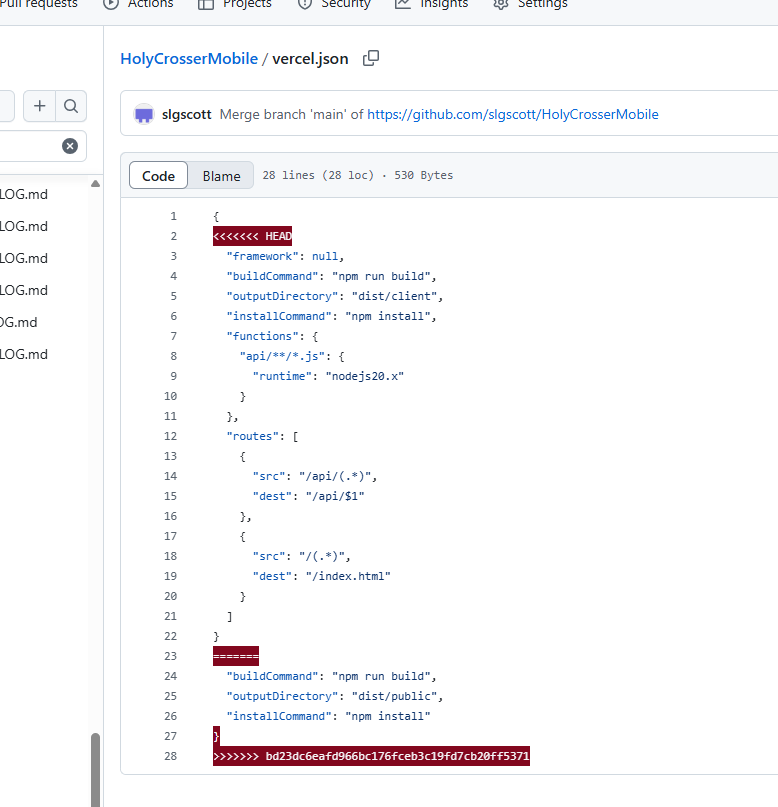 Pull requests Actions Projects Security Insights Settings
HolyCrosserMobile / vercel.json
slgscott Merge branch 'main' of https://github.com/slgscott/HolyCrosserMobile
Code Blame 28 lines (28 loc) · 530 Bytes
LOG.md
LOG.md
LOG.md
LOG.md
OG.md
LOG.md
1 {
2 <<<<<<< HEAD
3 "framework": null,
4 "buildCommand": "npm run build",
5 "outputDirectory": "dist/client",
6 "installCommand": "npm install",
7 "functions": {
8 "api/**/*.js": {
9 "runtime": "nodejs20.x"
10 }
11 },
12 "routes": [
13 {
14 "src": "/api/(.*)",
15 "dest": "/api/$1"
16 },
17 {
18 "src": "/(.*)",
19 "dest": "/index.html"
20 }
21 ]
22 }
23 =======
24 "buildCommand": "npm run build",
25 "outputDirectory": "dist/public",
26 "installCommand": "npm install"
27 }
28 >>>>>>> bd23dc6eafd966bc176fceb3c19fd7cb20ff5371